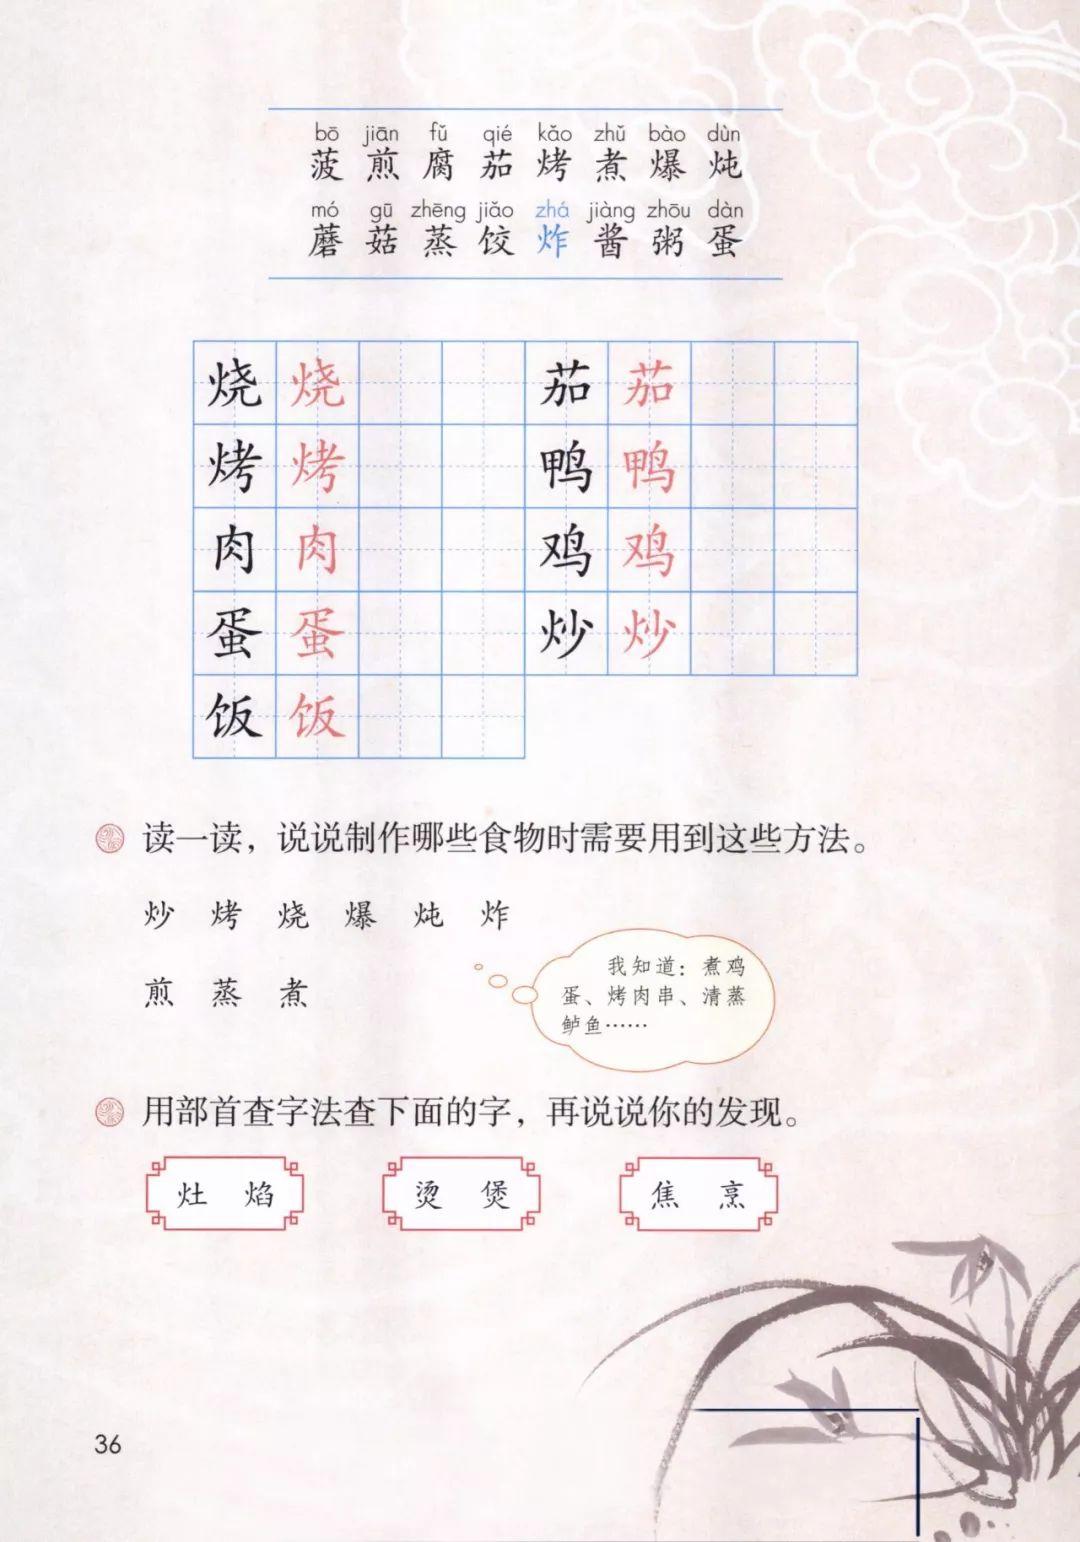 bō jiān fǔ qié kǎo zhǔ bào dùn
菠 煎 腐 茄 烤 煮 爆 炖
mó gū zhēng jiǎo zhá jiàng zhōu dàn
蘑 菇 蒸 饺 炸 酱 粥 蛋
烧 烧 茄 茄
烤 烤 鸭 鸭
肉 肉 鸡 鸡
蛋 蛋 炒 炒
饭 饭
读一读，说说制作哪些食物时需要用到这些方法。
炒 烤 烧 爆 炖 炸
煎 蒸 煮
我知道：煮鸡
蛋、烤肉串、清蒸
鲈鱼……
用部首查字法查下面的字，再说说你的发现。
灶 焰 烫 煲 焦 烹
36